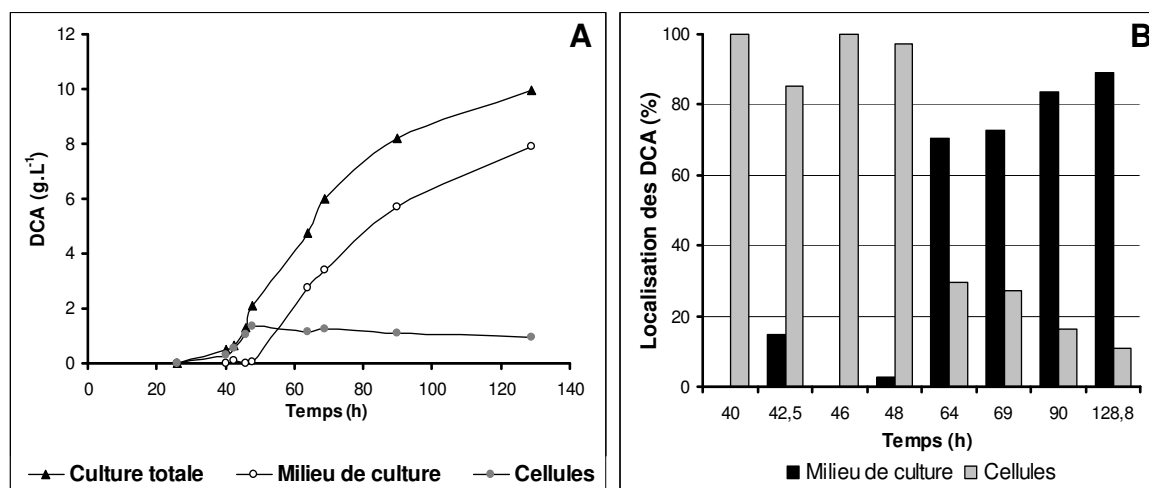 A
DCA (g.L-1)
12
10
8
6
4
2
0
0 20 40 60 80 100 120 140
Temps (h)
Culture totale Milieu de culture Cellules
B
Localisation des DCA (%)
100
80
60
40
20
0
40 42,5 46 48 64 69 90 128,8
Temps (h)
Milieu de culture Cellules